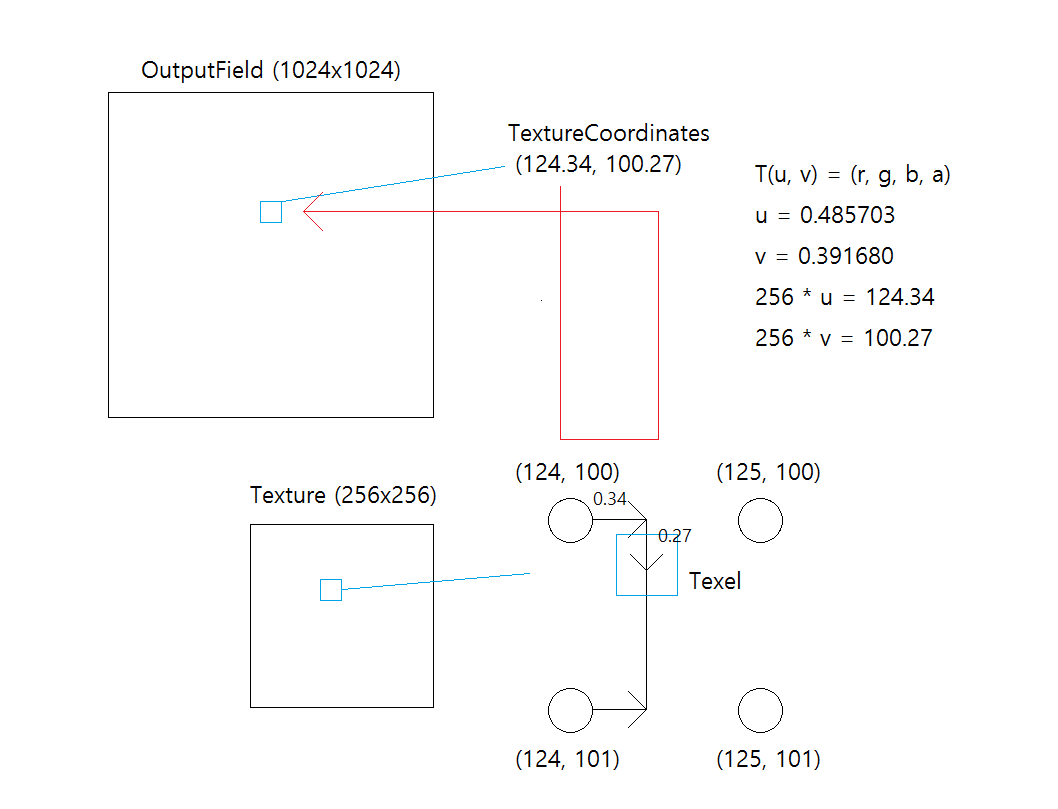 OutputField (1024x1024)
TextureCoordinates
(124.34, 100.27)
T(u, v) = (r, g, b, a)
u = 0.485703
v = 0.391680
256 * u = 124.34
256 * v = 100.27
Texture (256x256)
(124, 100)
(125, 100)
0.34
0.27
Texel
(124, 101)
(125, 101)